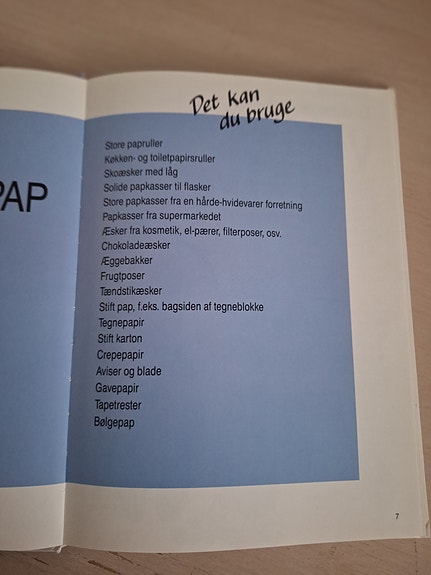 PAP
Det kan
du bruge
Store papruller
Køkken- og toiletpapirsruller
Skoæsker med låg
Solide papkasser til flasker
Store papkasser fra en hårde-hvidevarer forretning
Papkasser fra supermarkedet
Æsker fra kosmetik, el-pærer, filterposer, osv.
Chokoladeæsker
Æggebakker
Frugtposer
Tændstikæsker
Stift pap, f.eks. bagsiden af tegneblokke
Tegnepapir
Stift karton
Crepepapir
Aviser og blade
Gavepapir
Tapetrester
Bølgepap
7